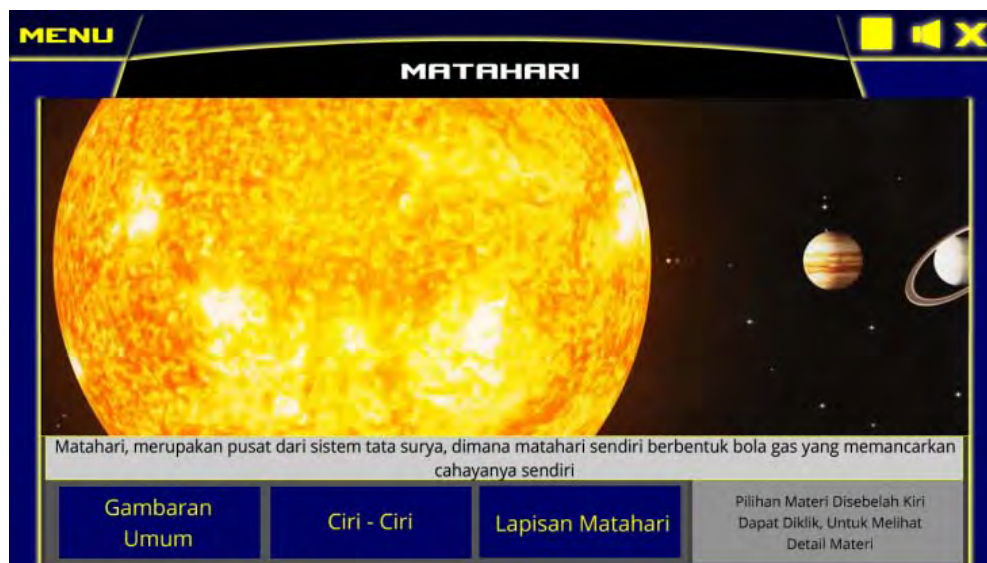 MENU
MATAHARI
Matahari, merupakan pusat dari sistem tata surya, dimana matahari sendiri berbentuk bola gas yang memancarkan
cahayanya sendiri
Gambaran
Umum
Ciri - Ciri
Lapisan Matahari
Pilihan Materi Disebelah Kiri
Dapat Diklik, Untuk Melihat
Detail Materi